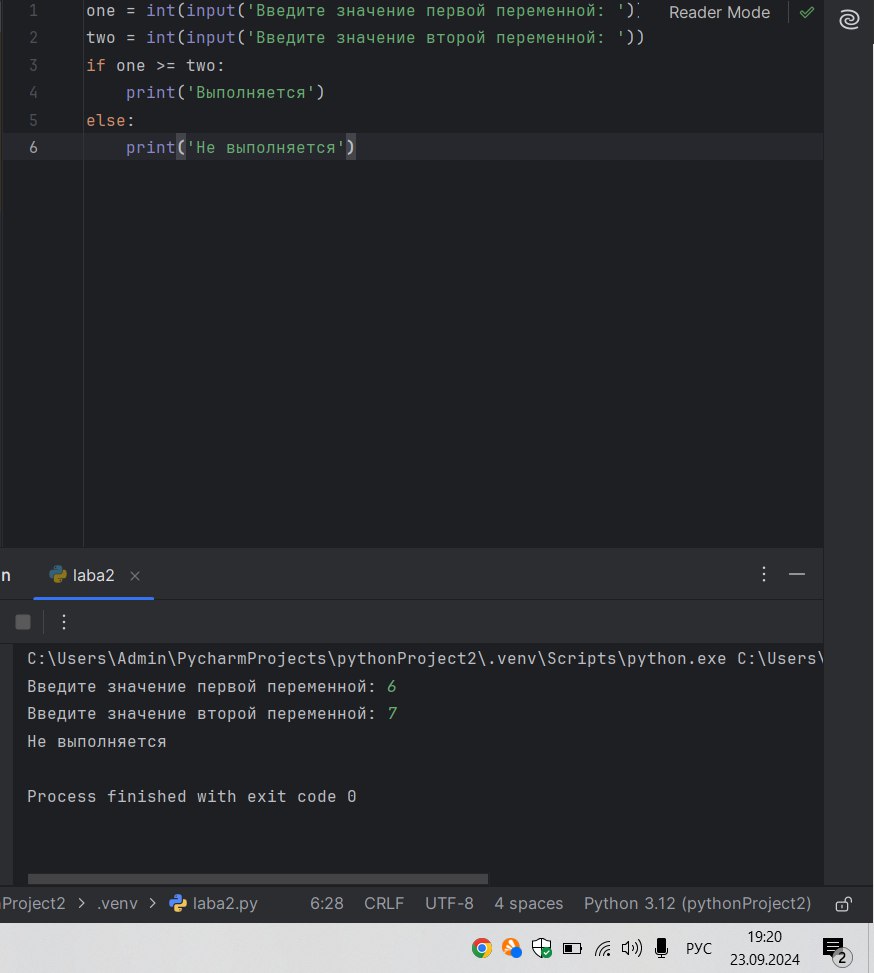 1 one = int(input('Введите значение первой переменной: ')) Reader Mode
2 two = int(input('Введите значение второй переменной: '))
3 if one >= two:
4 print('Выполняется')
5 else:
6 print('Не выполняется')
n laba2
C:\Users\Admin\PycharmProjects\pythonProject2\.venv\Scripts\python.exe C:\Users\
Введите значение первой переменной: 6
Введите значение второй переменной: 7
Не выполняется
Process finished with exit code 0
Project2 > .venv > laba2.py 6:28 CRLF UTF-8 4 spaces Python 3.12 (pythonProject2)
РУС 19:20
23.09.2024 2